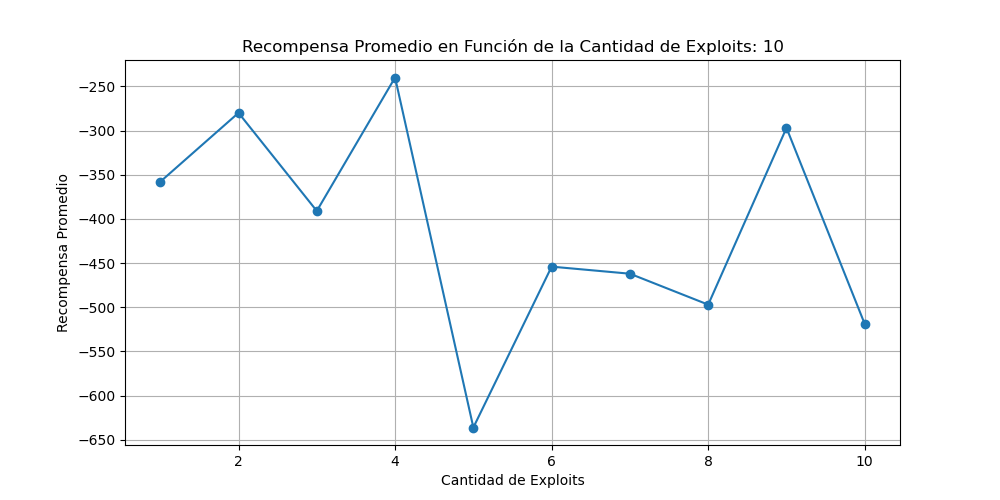 Recompensa Promedio en Función de la Cantidad de Exploits: 10
Recompensa Promedio
−250
−300
−350
−400
−450
−500
−550
−600
−650
2 4 6 8 10
Cantidad de Exploits